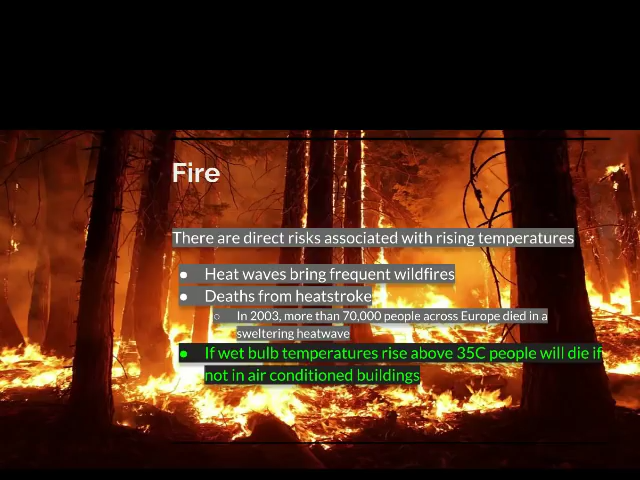 Fire
There are direct risks associated with rising temperatures
● Heat waves bring frequent wildfires
● Deaths from heatstroke
○ In 2003, more than 70,000 people across Europe died in a
sweltering heatwave
● If wet bulb temperatures rise above 35C people will die if
not in air conditioned buildings